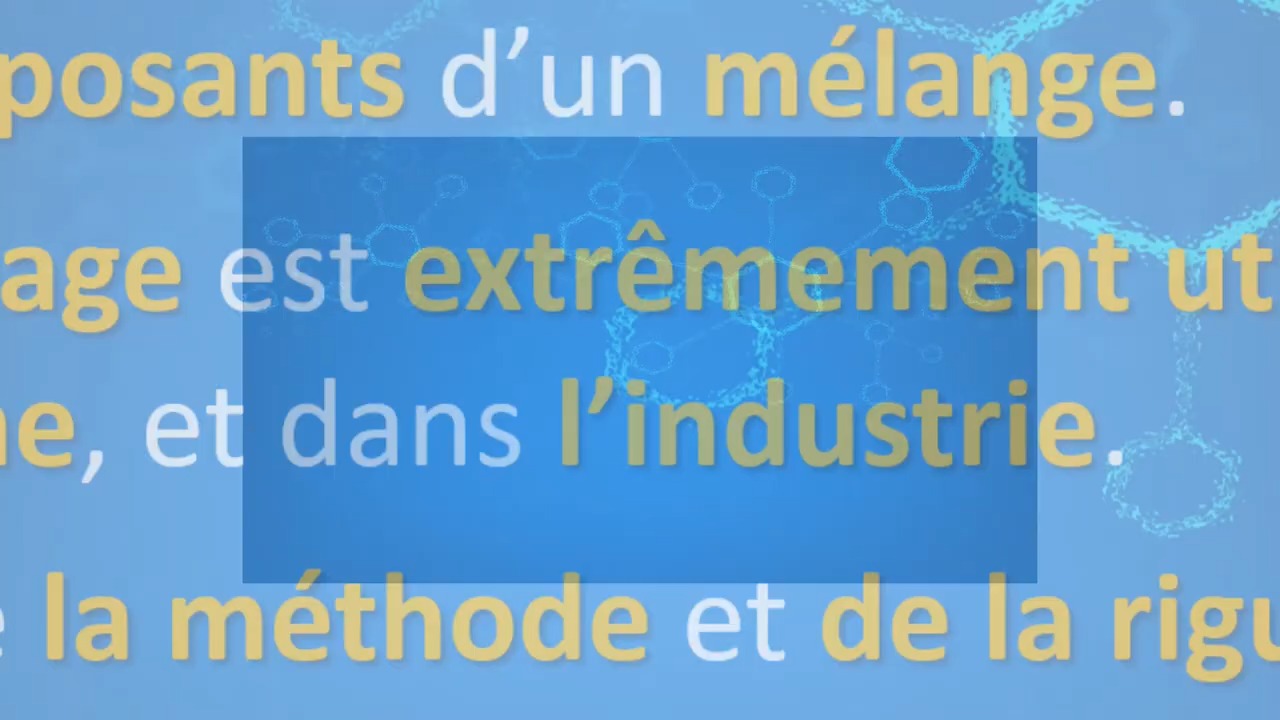 posants d’un mélange.
age est extrêmement ut
ne, et dans l’industrie.
la méthode et de la rigu